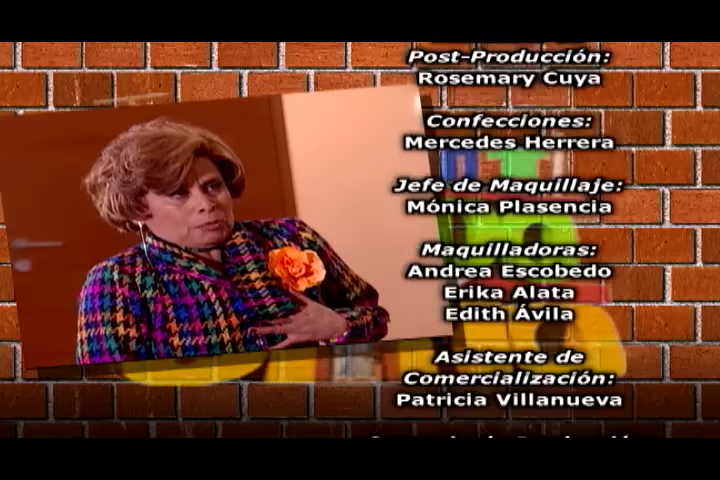 Post-Producción:
Rosemary Cuya
Confecciones:
Mercedes Herrera
Jefe de Maquillaje:
Mónica Plasencia
Maquilladoras:
Andrea Escobedo
Erika Alata
Edith Ávila
Asistente de
Comercialización:
Patricia Villanueva